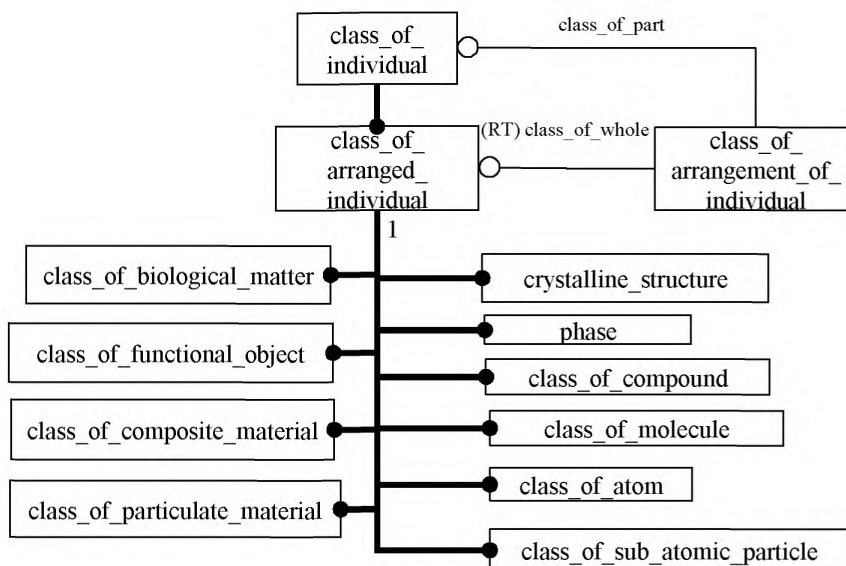 class_of_
individual
class_of_part
class_of_
arranged_
individual
(RT) class_of_whole
class_of_
arrangement_of_
individual
1
class_of_biological_matter
crystalline_structure
phase
class_of_functional_object
class_of_compound
class_of_composite_material
class_of_molecule
class_of_atom
class_of_particulate_material
class_of_sub_atomic_particle